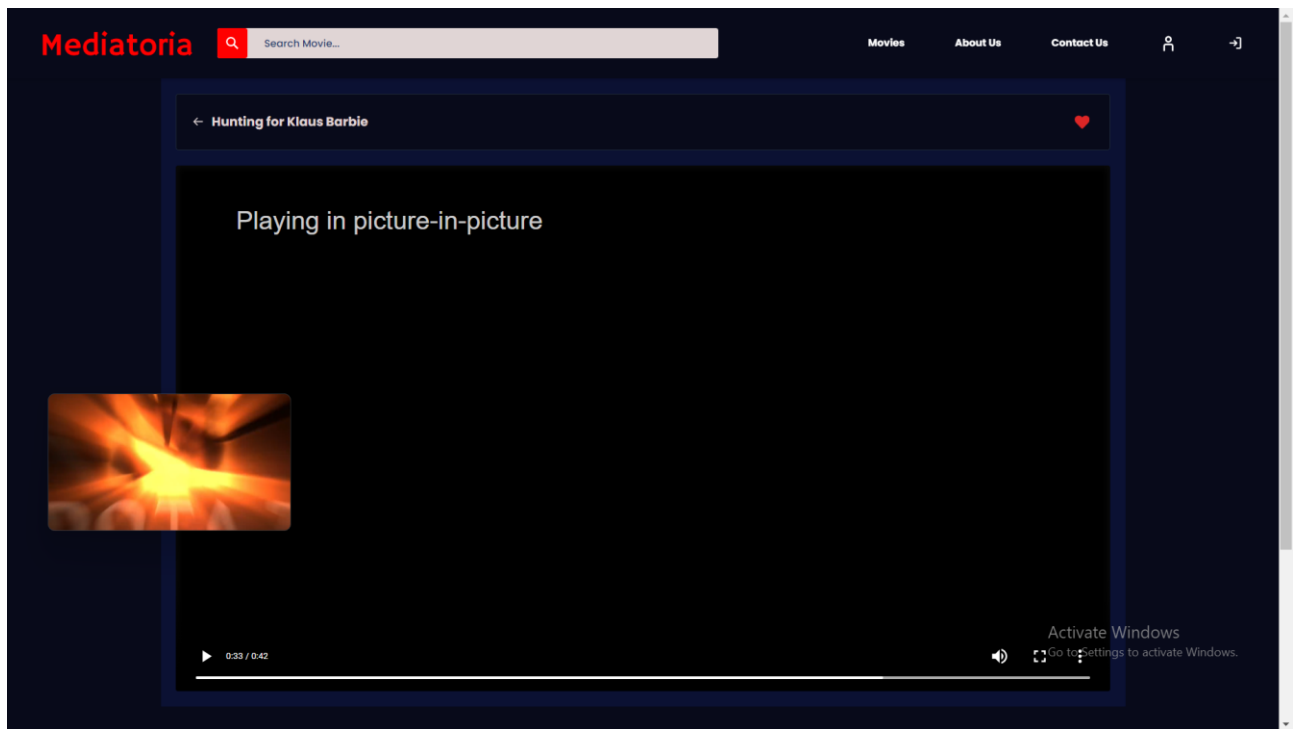 Mediatoria
Search Movie...
Movies
About Us
Contact Us
Hunting for Klaus Barbie
Playing in picture-in-picture
0:33 / 0:42
Activate Windows
Go to Settings to activate Windows.